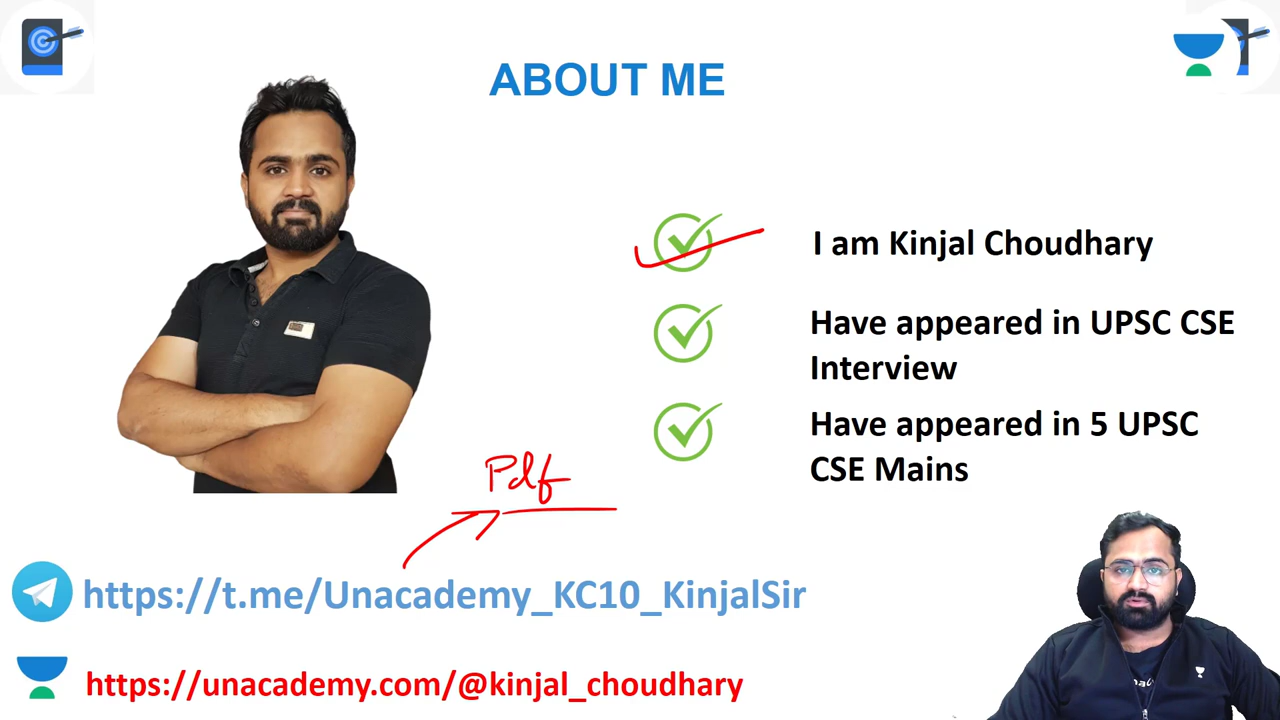 ABOUT ME
I am Kinjal Choudhary
Have appeared in UPSC CSE
Interview
Have appeared in 5 UPSC
CSE Mains
Pdf
https://t.me/Unacademy_KC10_KinjalSir
https://unacademy.com/@kinjal_choudhary